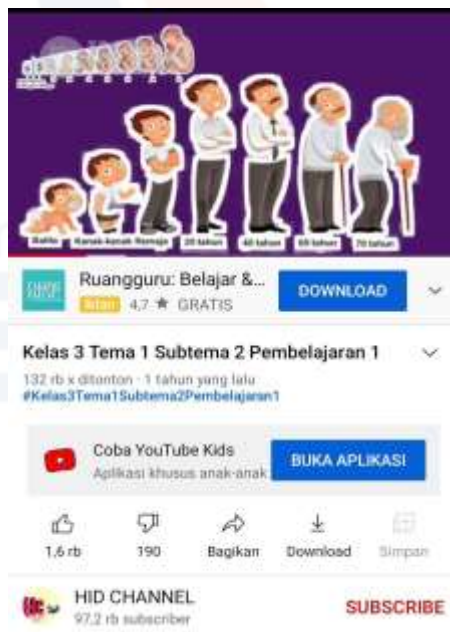 Balita Kanak-kanak Remaja 20 tahun 40 tahun 60 tahun 70 tahun
Ruangguru: Belajar &...
DOWNLOAD
Iklan 4,7 ★ GRATIS
Kelas 3 Tema 1 Subtema 2 Pembelajaran 1
132 rb x ditonton · 1 tahun yang lalu
#Kelas3Tema1Subtema2Pembelajaran1
Coba YouTube Kids
Aplikasi khusus anak-anak
BUKA APLIKASI
1,6 rb 190 Bagikan Download Simpan
HID CHANNEL
97,2 rb subscriber
SUBSCRIBE